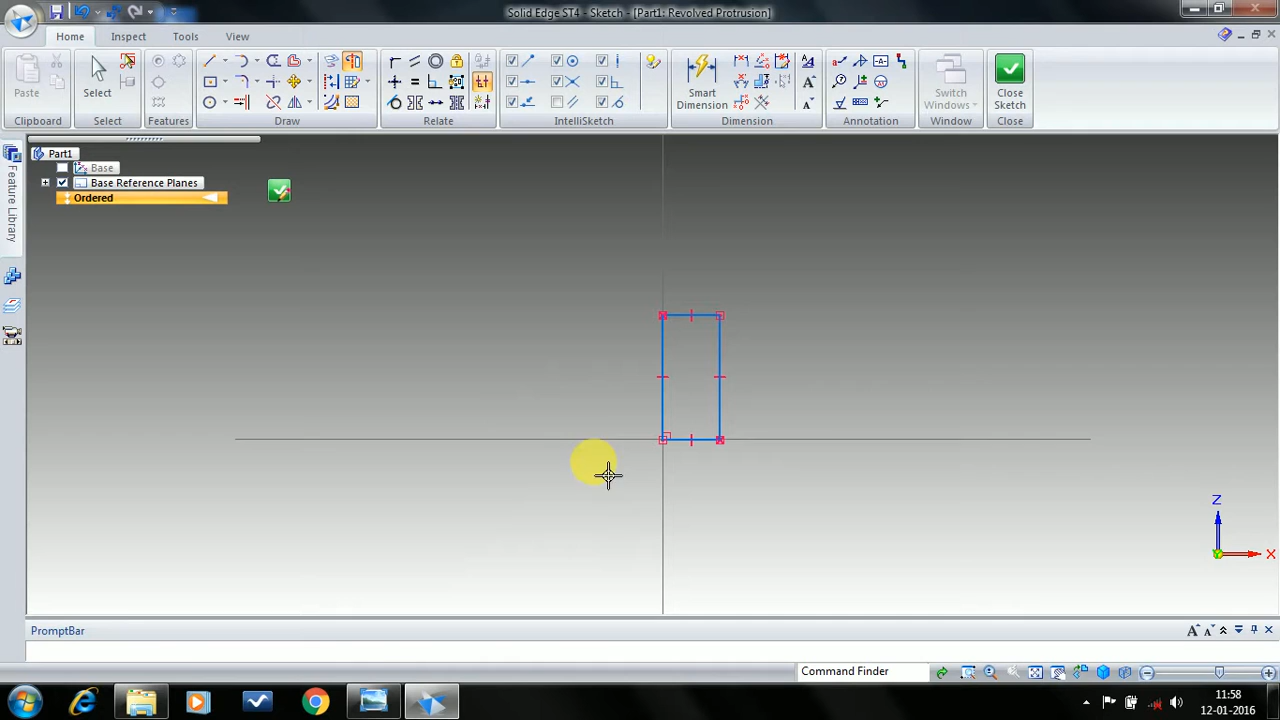 Solid Edge ST4 - Sketch - [Part1: Revolved Protrusion]
Home
Inspect
Tools
View
Paste
Select
Smart
Dimension
Switch
Windows
Close
Sketch
Clipboard
Select
Features
Draw
Relate
IntelliSketch
Dimension
Annotation
Window
Close
Feature Library
Part1
Base
Base Reference Planes
Ordered
Z
X
PromptBar
Command Finder
11:58
12-01-2016